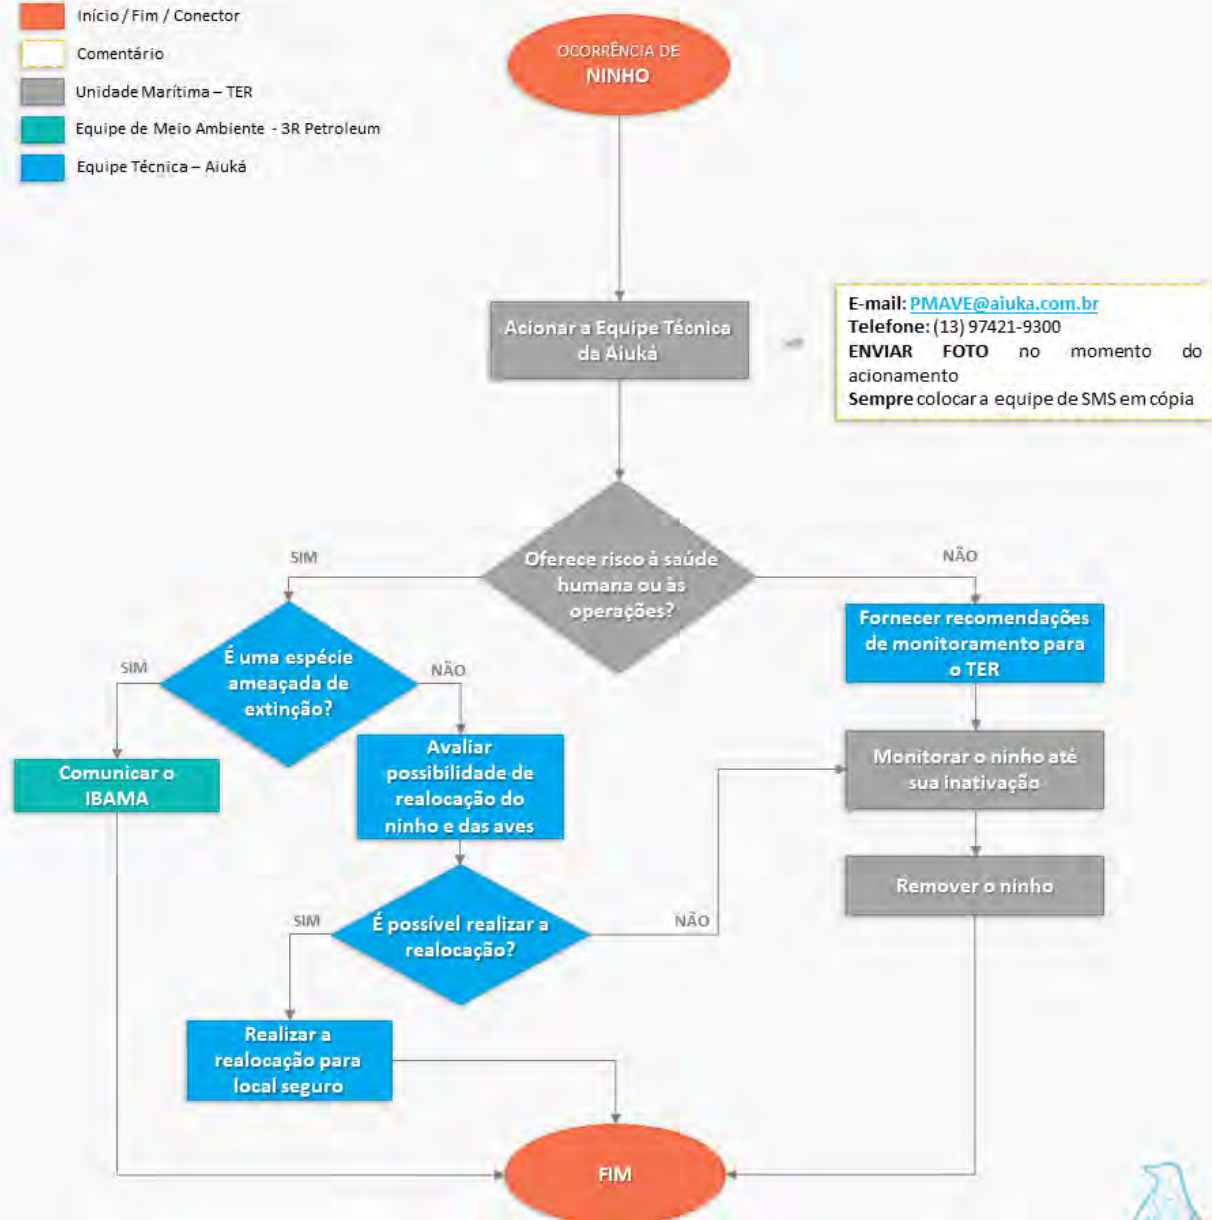 Início / Fim / Conector
Comentário
Unidade Marítima – TER
Equipe de Meio Ambiente - 3R Petroleum
Equipe Técnica – Aiuká
OCORRÊNCIA DE
NINHO
Acionar a Equipe Técnica
da Aiuká
E-mail: PMAVE@aiuka.com.br
Telefone: (13) 97421-9300
ENVIAR FOTO no momento do
acionamento
Sempre colocar a equipe de SMS em cópia
Oferece risco à saúde
humana ou às
operações?
SIM
NÃO
É uma espécie
ameaçada de
extinção?
Fornecer recomendações
de monitoramento para
o TER
SIM
NÃO
Comunicar o
IBAMA
Avaliar
possibilidade de
realocação do
ninho e das aves
Monitorar o ninho até
sua inativação
Remover o ninho
É possível realizar a
realocação?
SIM
NÃO
Realizar a
realocação para
local seguro
FIM